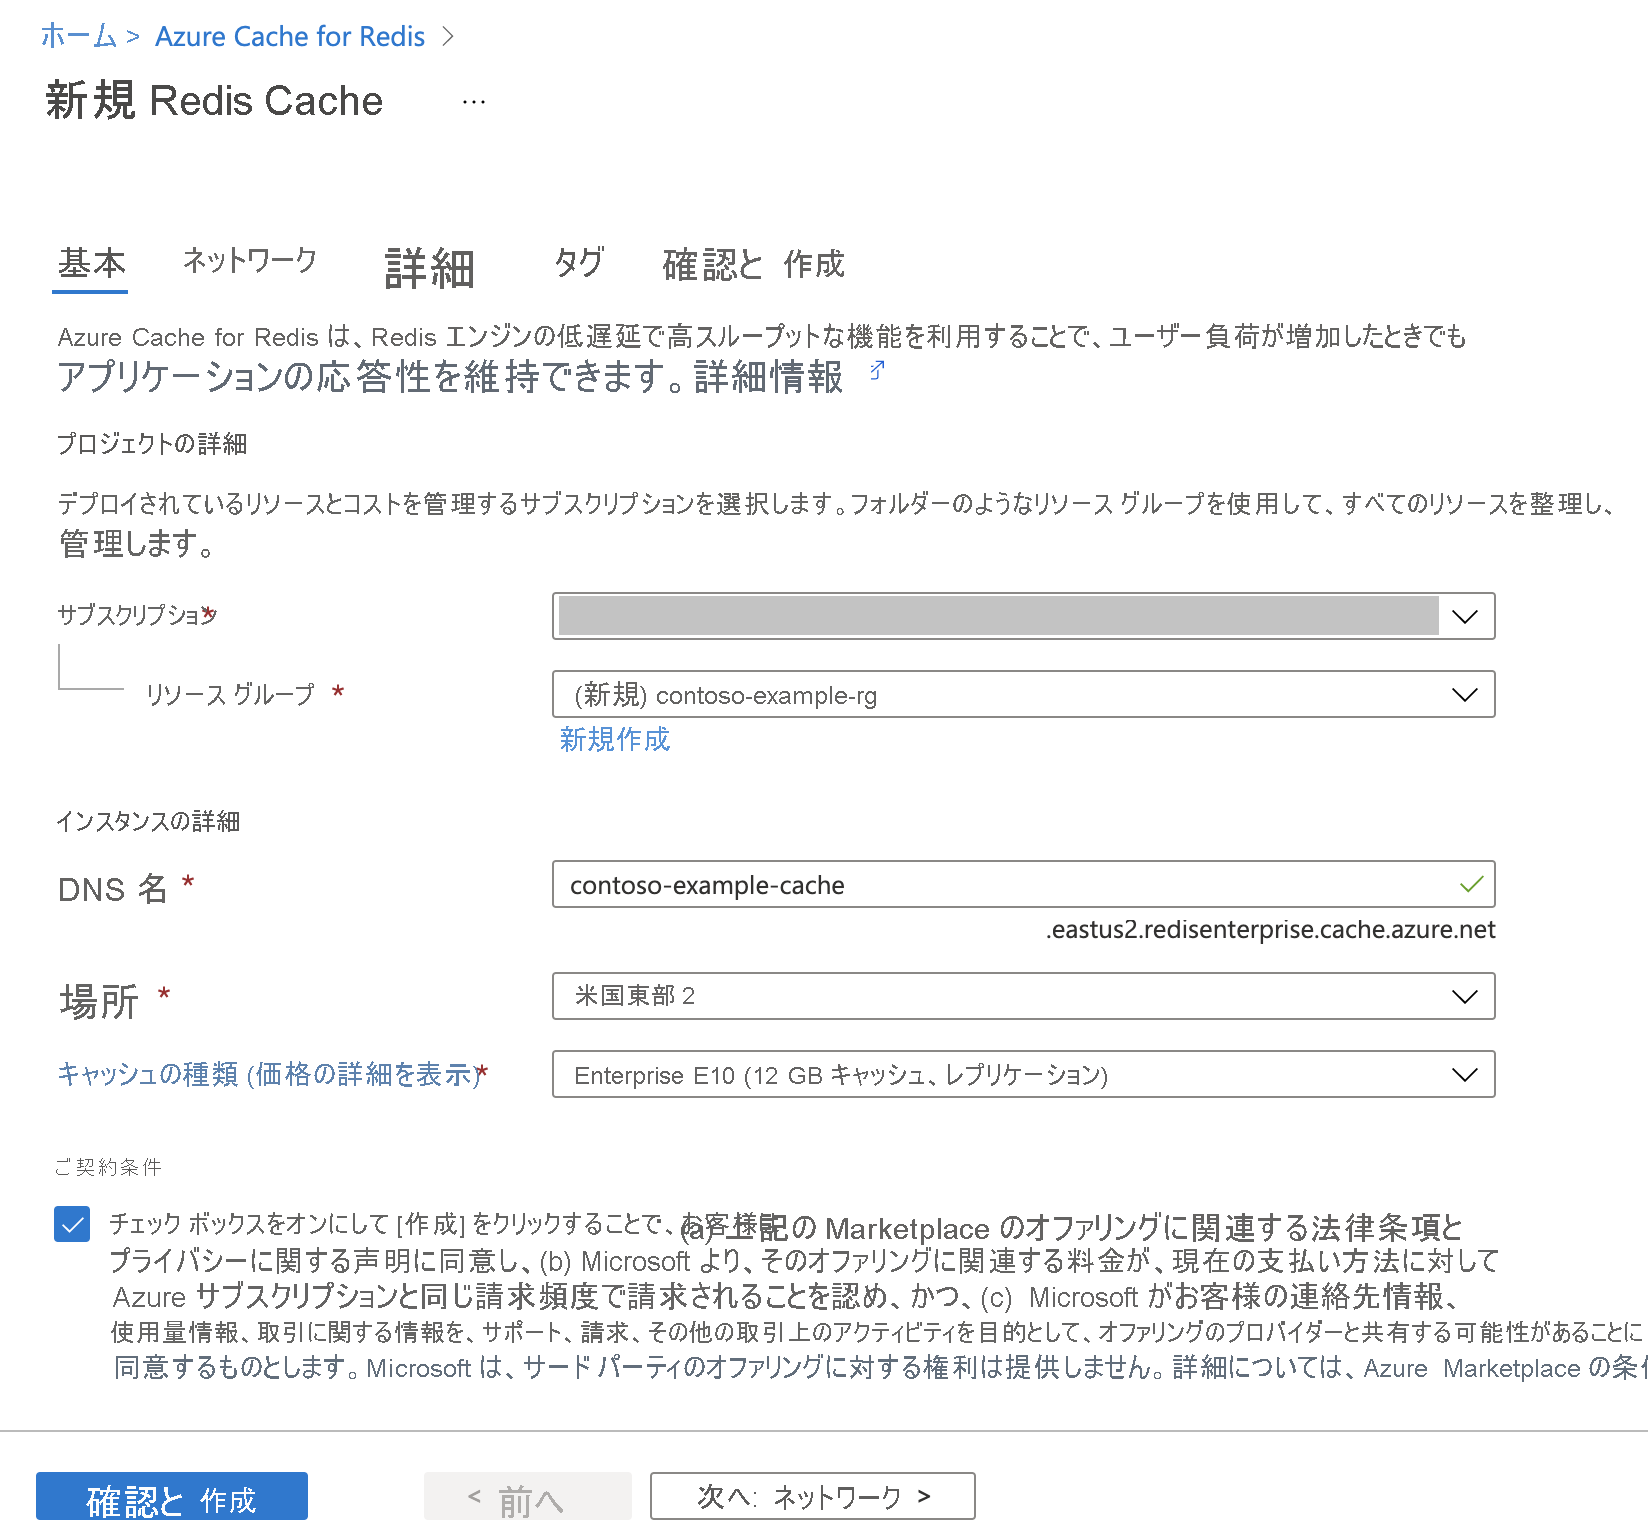 ホーム > Azure Cache for Redis >
新規 Redis Cache ...
基本 ネットワーク 詳細 タグ 確認と 作成
Azure Cache for Redis は、Redis エンジンの低遅延で高スループットな機能を利用することで、ユーザー負荷が増加したときでも
アプリケーションの応答性を維持できます。詳細情報
プロジェクトの詳細
デプロイされているリソースとコストを管理するサブスクリプションを選択します。フォルダーのようなリソース グループを使用して、すべてのリソースを整理し、
管理します。
サブスクリプション*
リソース グループ * (新規) contoso-example-rg
新規作成
インスタンスの詳細
DNS 名 * contoso-example-cache
.eastus2.redisenterprise.cache.azure.net
場所 * 米国東部 2
キャッシュの種類 (価格の詳細を表示)* Enterprise E10 (12 GB キャッシュ、レプリケーション)
ご契約条件
チェック ボックスをオンにして [作成] をクリックすることで、お客様は(a) 上記の Marketplace のオファリングに関連する法律条項と
プライバシーに関する声明に同意し、(b) Microsoft より、そのオファリングに関連する料金が、現在の支払い方法に対して
Azure サブスクリプションと同じ請求頻度で請求されることを認め、かつ、(c) Microsoft がお客様の連絡先情報、
使用量情報、取引に関する情報を、サポート、請求、その他の取引上のアクティビティを目的として、オファリングのプロバイダーと共有する可能性があることに
同意するものとします。Microsoft は、サード パーティのオファリングに対する権利は提供しません。詳細については、Azure Marketplace の条
確認と 作成 < 前へ 次へ: ネットワーク >